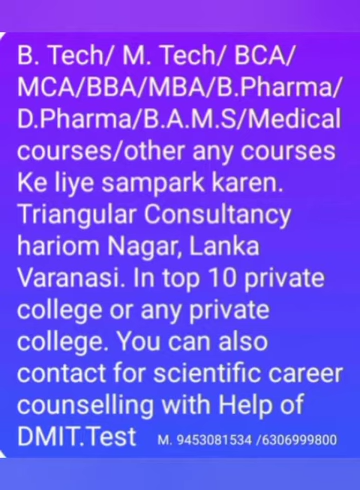 B. Tech/ M. Tech/ BCA/
MCA/BBA/MBA/B.Pharma/
D.Pharma/B.A.M.S/Medical
courses/other any courses
Ke liye sampark karen.
Triangular Consultancy
hariom Nagar, Lanka
Varanasi. In top 10 private
college or any private
college. You can also
contact for scientific career
counselling with Help of
DMIT.Test M. 9453081534 /6306999800